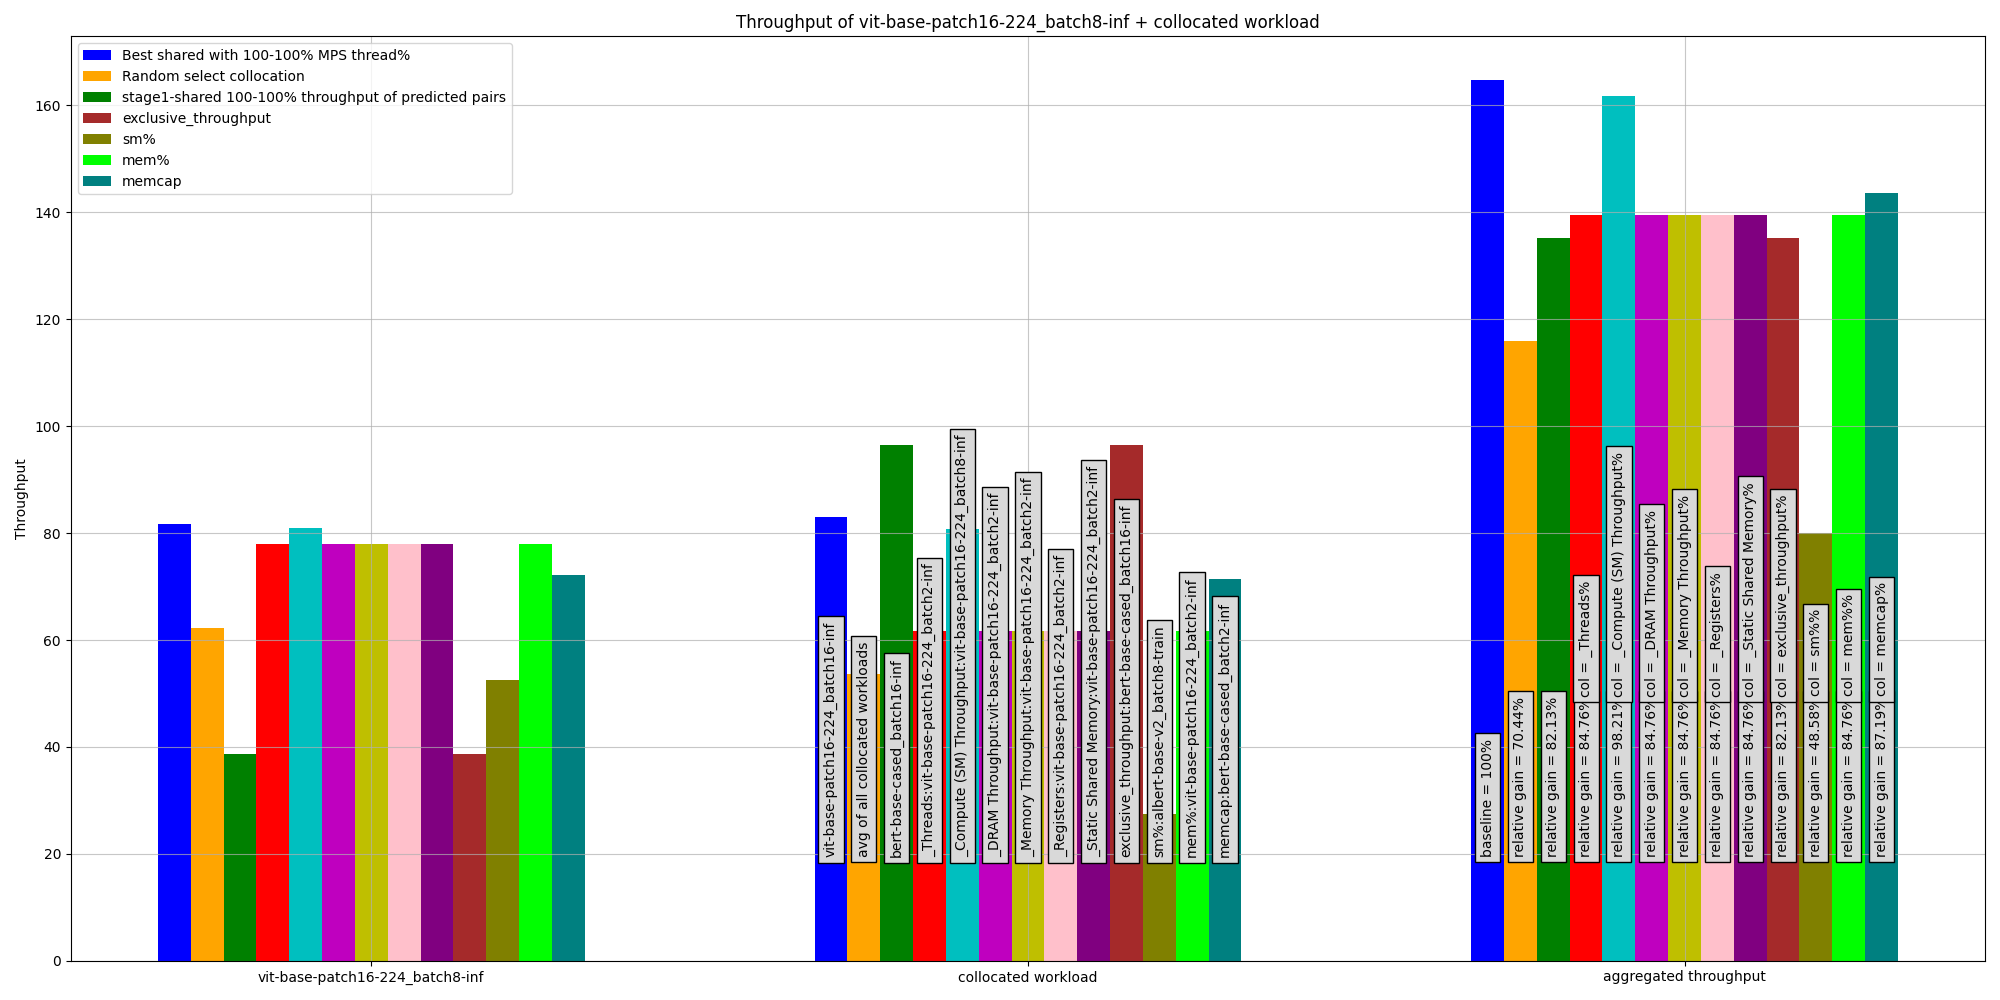 Throughput of vit-base-patch16-224_batch8-inf + collocated workload
Best shared with 100-100% MPS thread%
Random select collocation
stage1-shared 100-100% throughput of predicted pairs
exclusive_throughput
sm%
mem%
memcap
Throughput
160
140
120
100
80
60
40
20
0
vit-base-patch16-224_batch16-inf
avg of all collocated workloads
bert-base-cased_batch16-inf
_Threads:vit-base-patch16-224_batch2-inf
_Compute (SM) Throughput:vit-base-patch16-224_batch8-inf
_DRAM Throughput:vit-base-patch16-224_batch2-inf
_Memory Throughput:vit-base-patch16-224_batch2-inf
_Registers:vit-base-patch16-224_batch2-inf
_Static Shared Memory:vit-base-patch16-224_batch2-inf
exclusive_throughput:bert-base-cased_batch16-inf
sm%:albert-base-v2_batch8-train
mem%:vit-base-patch16-224_batch2-inf
memcap:bert-base-cased_batch2-inf
baseline = 100%
relative gain = 70.44%
relative gain = 82.13%
relative gain = 84.76% col = _Threads%
relative gain = 98.21% col = _Compute (SM) Throughput%
relative gain = 84.76% col = _DRAM Throughput%
relative gain = 84.76% col = _Memory Throughput%
relative gain = 84.76% col = _Registers%
relative gain = 84.76% col = _Static Shared Memory%
relative gain = 82.13% col = exclusive_throughput%
relative gain = 48.58% col = sm%%
relative gain = 84.76% col = mem%%
relative gain = 87.19% col = memcap%
vit-base-patch16-224_batch8-inf
collocated workload
aggregated throughput